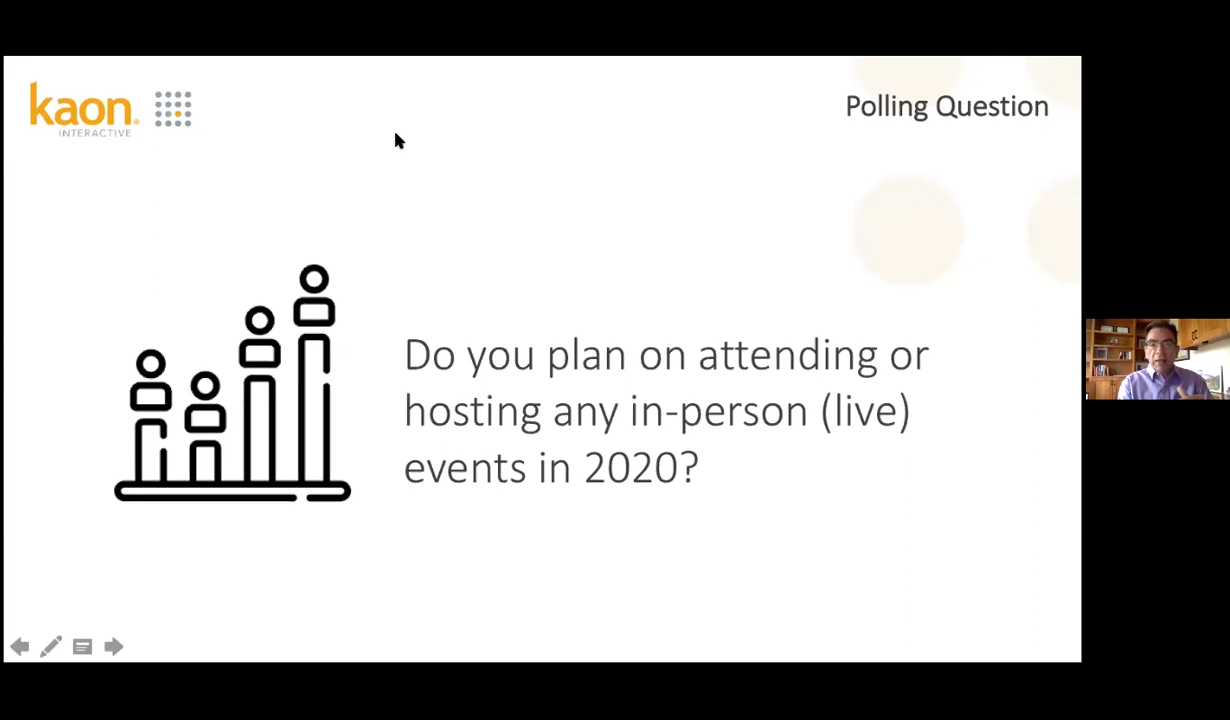 kaon.
INTERACTIVE
Polling Question
Do you plan on attending or
hosting any in-person (live)
events in 2020?